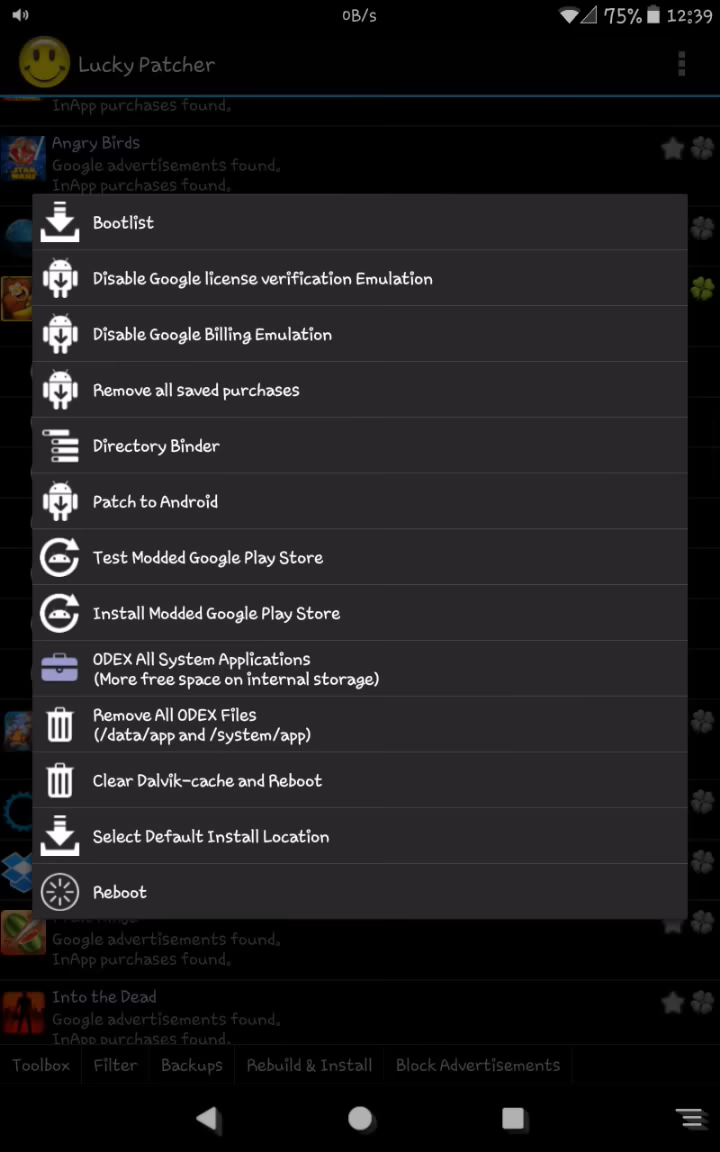 0B/s 75% 12:39
Lucky Patcher
InApp purchases found.
Angry Birds
Google advertisements found.
InApp purchases found.
Bootlist
Disable Google license verification Emulation
Disable Google Billing Emulation
Remove all saved purchases
Directory Binder
Patch to Android
Test Modded Google Play Store
Install Modded Google Play Store
ODEX All System Applications
(More free space on internal storage)
Remove All ODEX Files
(/data/app and /system/app)
Clear Dalvik-cache and Reboot
Select Default Install Location
Reboot
Google advertisements found.
InApp purchases found.
Into the Dead
Google advertisements found.
InApp purchases found.
Toolbox Filter Backups Rebuild & Install Block Advertisements